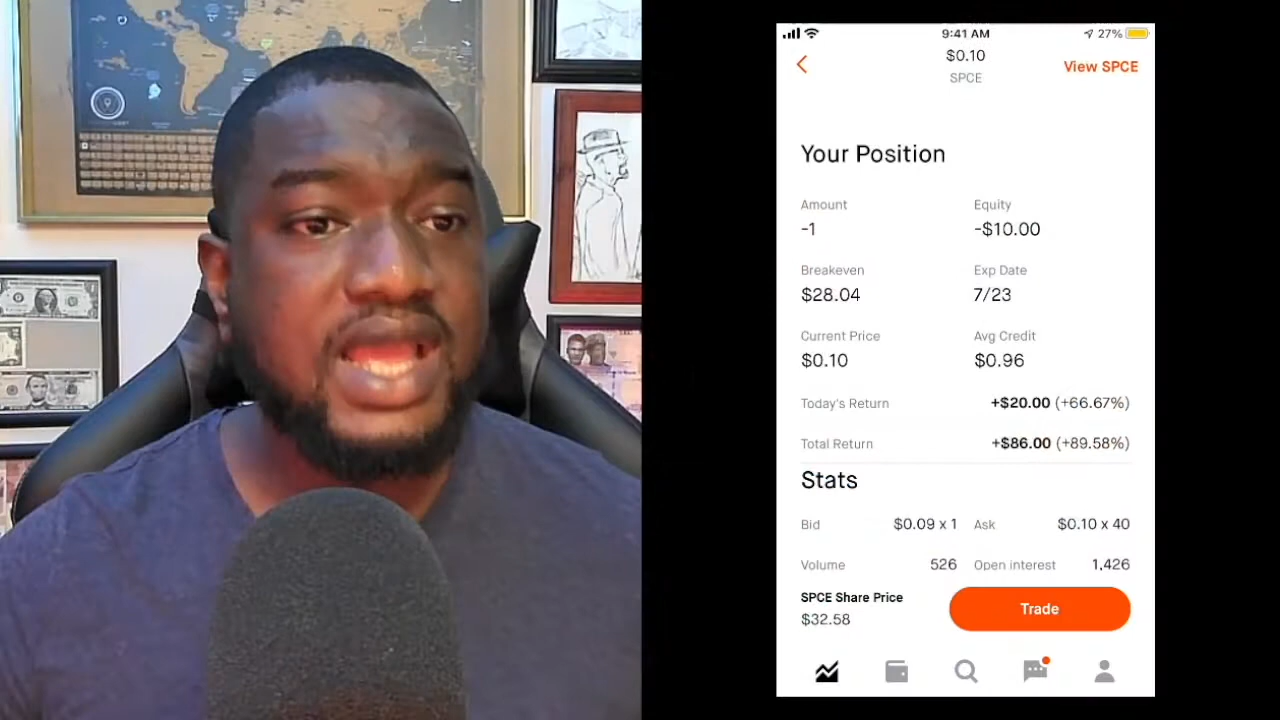 9:41 AM
27%
$0.10
SPCE
View SPCE
Your Position
Amount Equity
-1 -$10.00
Breakeven Exp Date
$28.04 7/23
Current Price Avg Credit
$0.10 $0.96
Today's Return +$20.00 (+66.67%)
Total Return +$86.00 (+89.58%)
Stats
Bid $0.09 x 1 Ask $0.10 x 40
Volume 526 Open interest 1,426
SPCE Share Price
$32.58
Trade